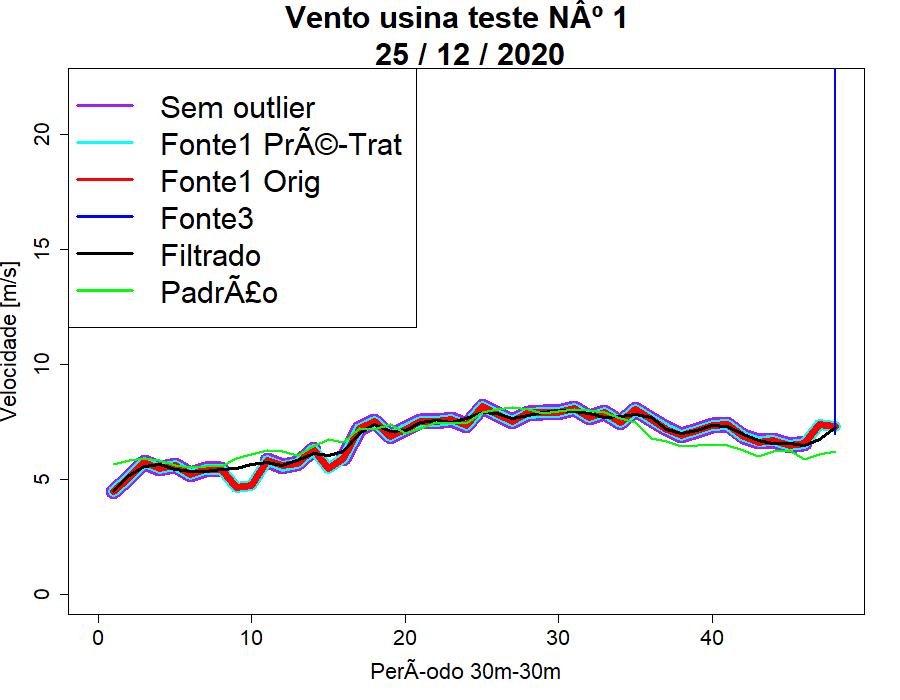 Vento usina teste NÂº 1
25 / 12 / 2020
Sem outlier
Fonte1 PrÃ©-Trat
Fonte1 Orig
Fonte3
Filtrado
PadrÃ£o
Velocidade [m/s]
20
15
10
5
0
0 10 20 30 40
PerÃ-odo 30m-30m